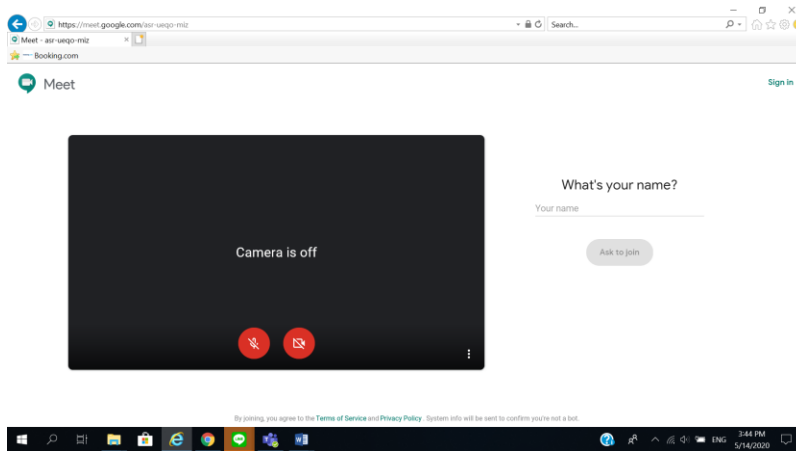 https://meet.google.com/asr-ueqo-miz
Search...
Meet - asr-ueqo-miz
Booking.com
Meet
Sign in
What's your name?
Your name
Camera is off
Ask to join
By joining, you agree to the Terms of Service and Privacy Policy. System info will be sent to confirm you're not a bot.
ENG
3:44 PM
5/14/2020